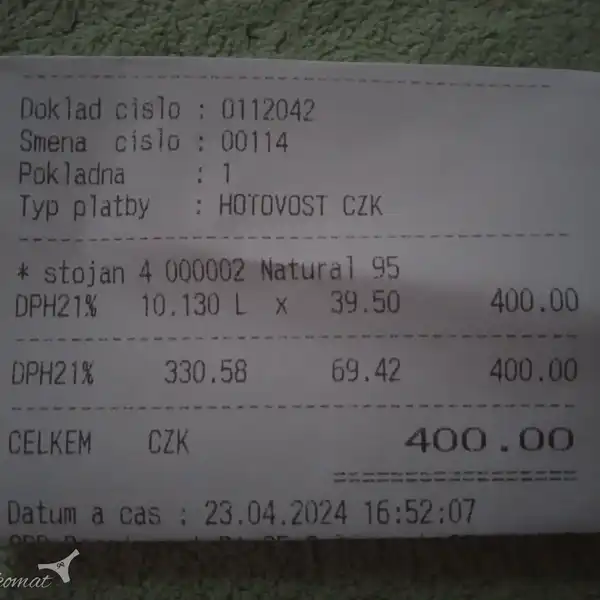 Doklad cislo : 0112042
Smena cislo : 00114
Pokladna : 1
Typ platby : HOTOVOST CZK
* stojan 4 000002 Natural 95
DPH21% 10.130 L x 39.50 400.00
DPH21% 330.58 69.42 400.00
CELKEM CZK 400.00
Datum a cas : 23.04.2024 16:52:07